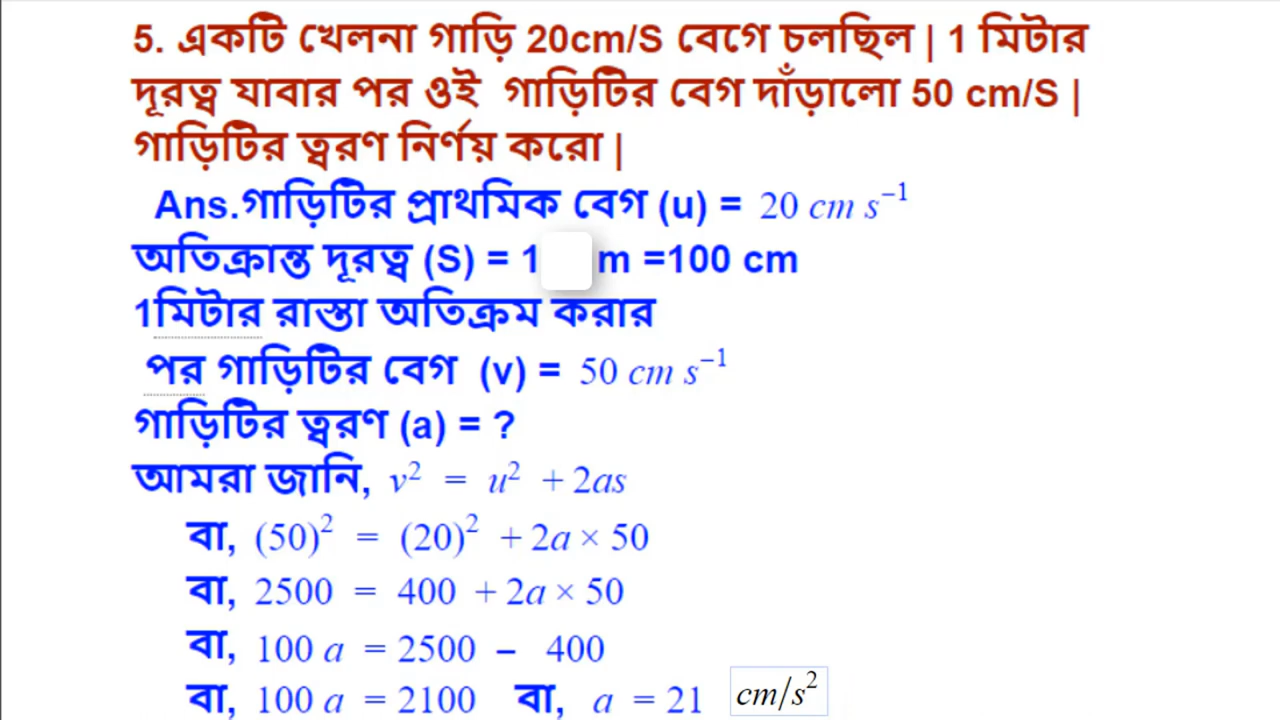 5. একটি খেলনা গাড়ি 20cm/S বেগে চলছিল | 1 মিটার
দূরত্ব যাবার পর ওই গাড়িটির বেগ দাঁড়ালো 50 cm/S |
গাড়িটির ত্বরণ নির্ণয় করো |
Ans.গাড়িটির প্রাথমিক বেগ (u) = 20 cm s⁻¹
অতিক্রান্ত দূরত্ব (S) = 1 m =100 cm
1মিটার রাস্তা অতিক্রম করার
পর গাড়িটির বেগ (v) = 50 cm s⁻¹
গাড়িটির ত্বরণ (a) = ?
আমরা জানি, v² = u² + 2as
বা, (50)² = (20)² + 2a × 50
বা, 2500 = 400 + 2a × 50
বা, 100 a = 2500 – 400
বা, 100 a = 2100 বা, a = 21 cm/s²